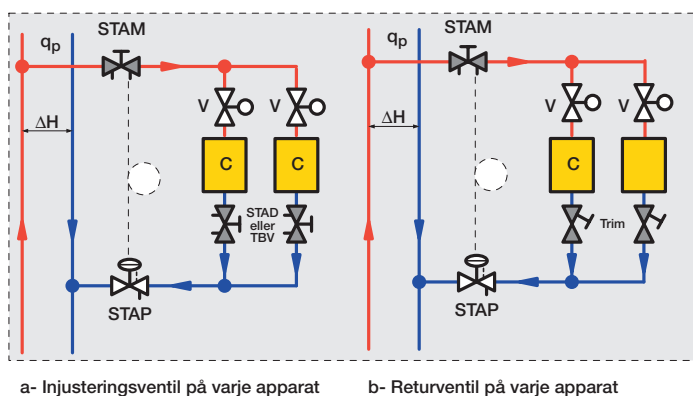 STAM
qp
V
V
ΔH
C
C
STAD
eller
TBV
STAP
STAM
qp
V
V
ΔH
C
Trim
STAP
a- Injusteringsventil på varje apparat
b- Returventil på varje apparat